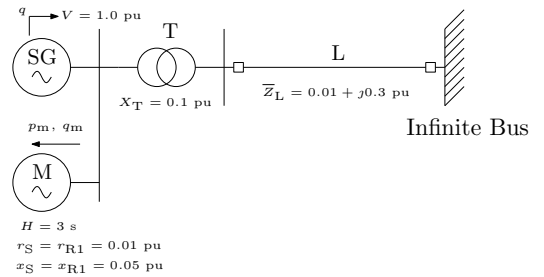 q
V = 1.0 pu
SG
T
L
X_T = 0.1 pu
Z̅_L = 0.01 + ȷ0.3 pu
Infinite Bus
p_m, q_m
M
H = 3 s
r_S = r_R1 = 0.01 pu
x_S = x_R1 = 0.05 pu